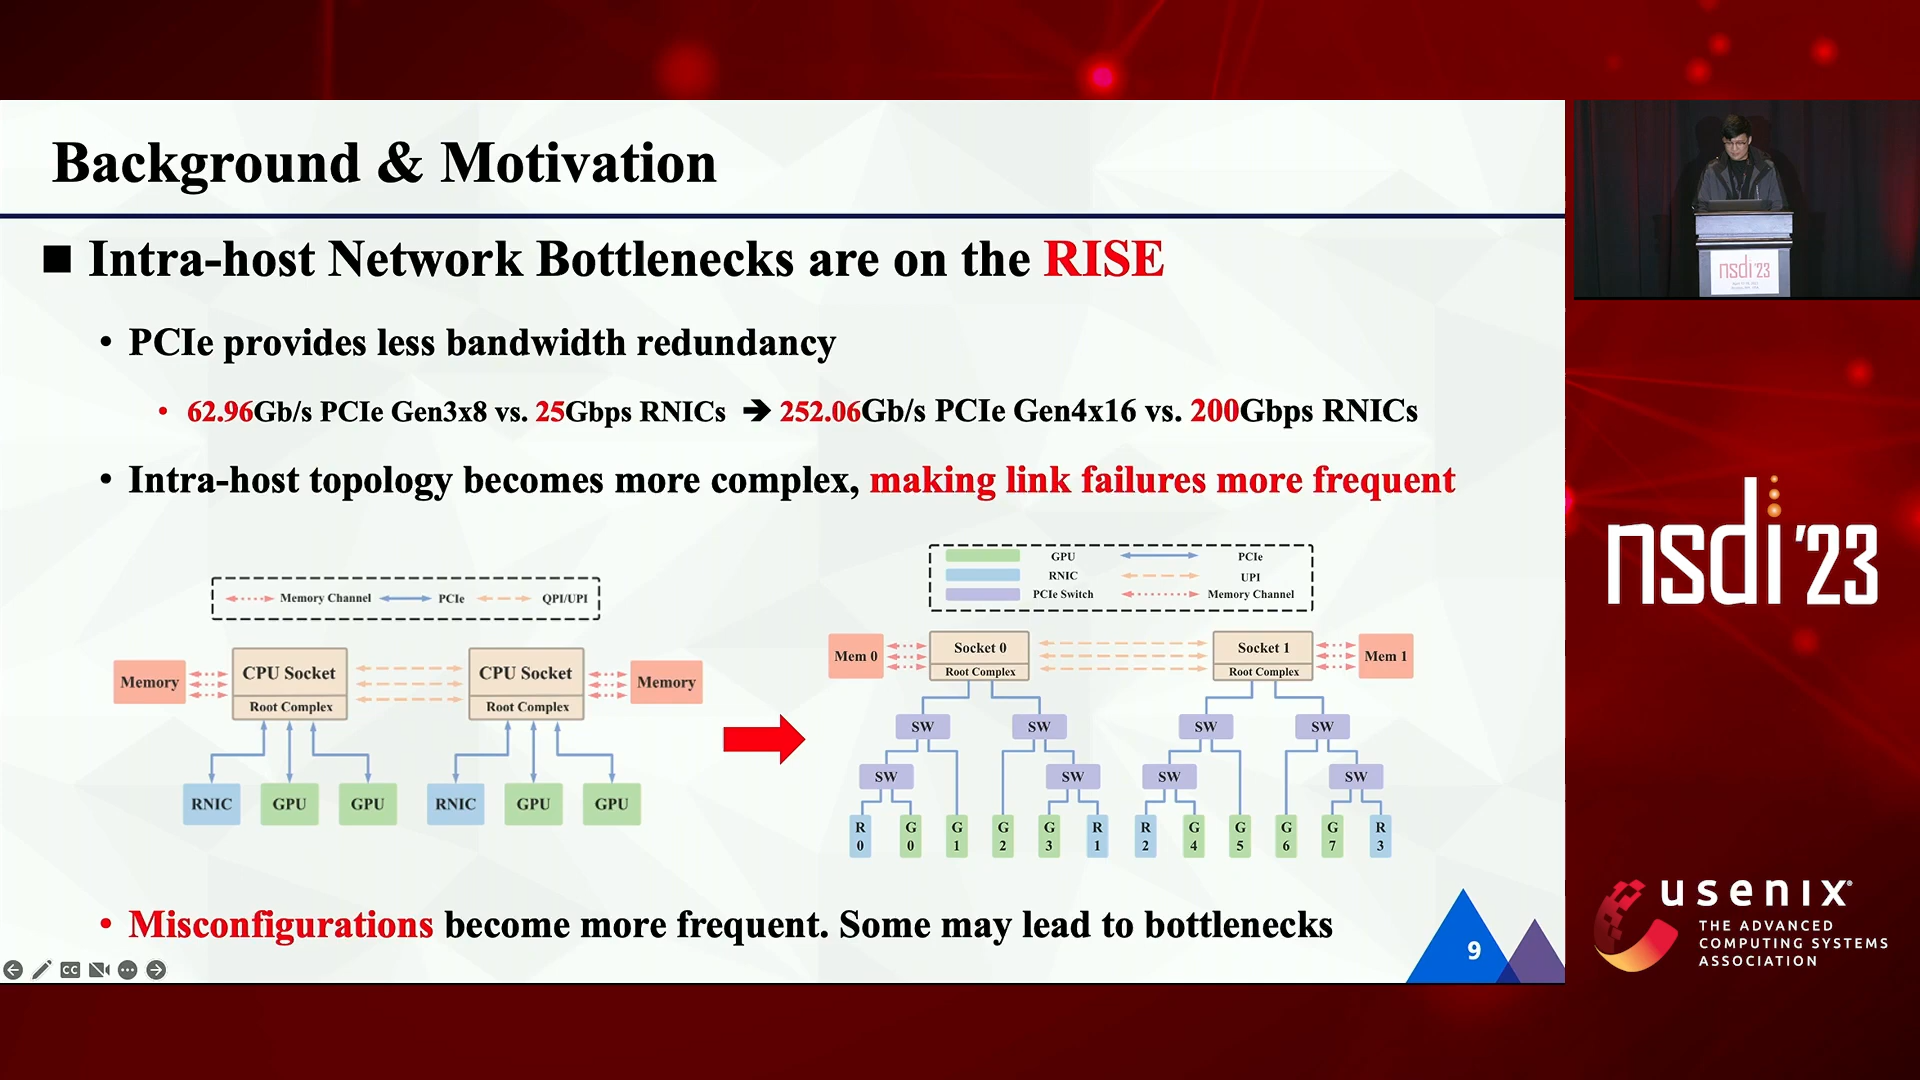 Background & Motivation
■ Intra-host Network Bottlenecks are on the RISE
• PCIe provides less bandwidth redundancy
• 62.96Gb/s PCIe Gen3x8 vs. 25Gbps RNICs ➔ 252.06Gb/s PCIe Gen4x16 vs. 200Gbps RNICs
• Intra-host topology becomes more complex, making link failures more frequent
Memory Channel PCIe QPI/UPI
Memory CPU Socket CPU Socket Memory
Root Complex Root Complex
RNIC GPU GPU RNIC GPU GPU
GPU PCIe
RNIC UPI
PCIe Switch Memory Channel
Mem 0 Socket 0 Socket 1 Mem 1
Root Complex Root Complex
SW SW SW SW
SW SW SW SW
R G G G G R R G G G G R
0 0 1 2 3 1 2 4 5 6 7 3
• Misconfigurations become more frequent. Some may lead to bottlenecks
9
CC
nsdi'23
nsdi'23
usenix
THE ADVANCED
COMPUTING SYSTEMS
ASSOCIATION